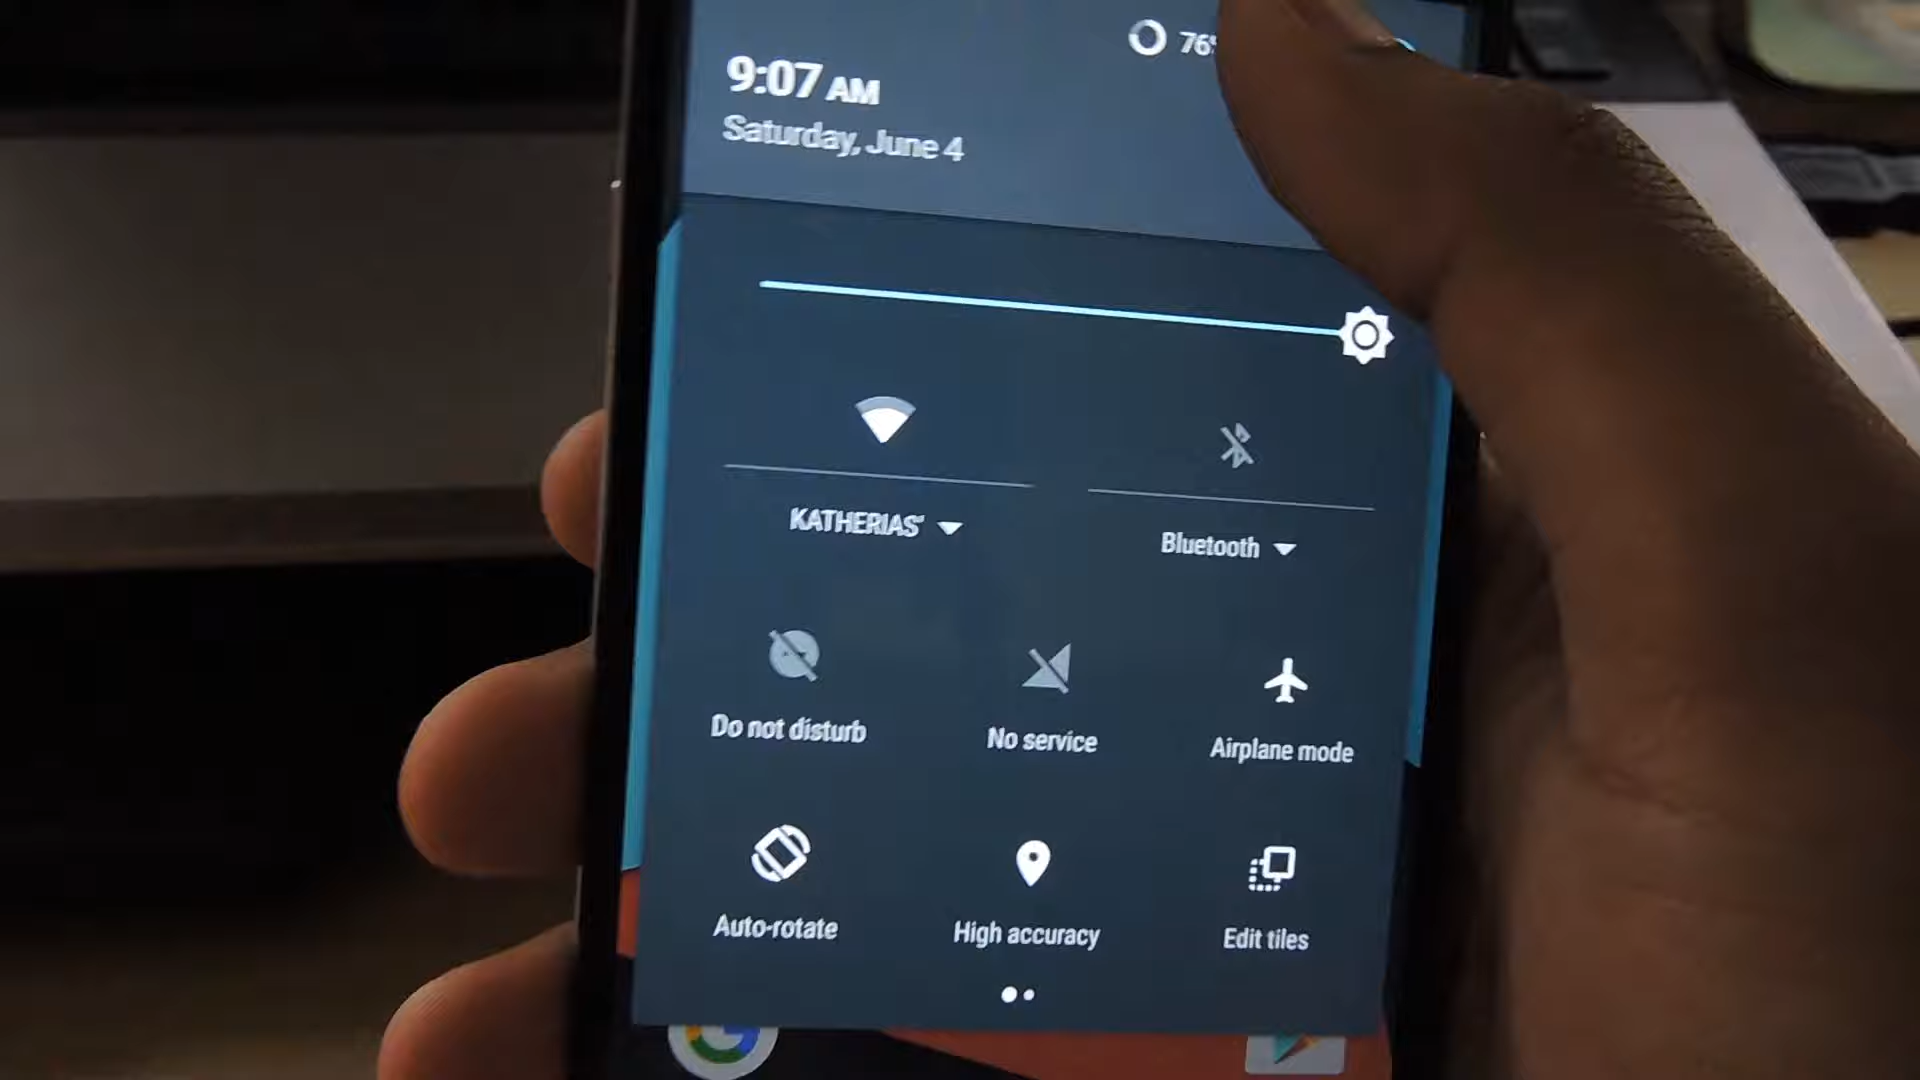 76%
9:07 AM
Saturday, June 4
KATHERIAS'
Bluetooth
Do not disturb
No service
Airplane mode
Auto-rotate
High accuracy
Edit tiles